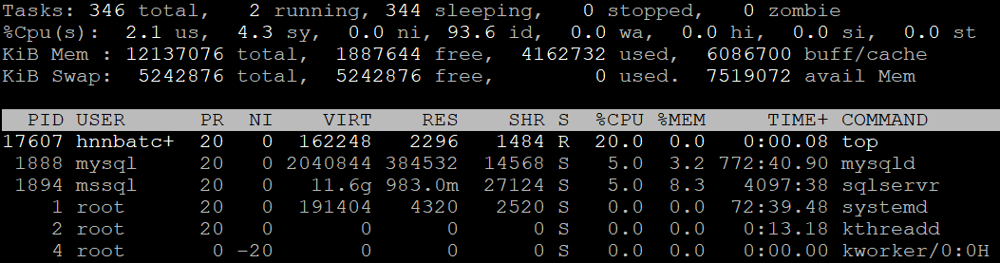 Tasks: 346 total,   2 running, 344 sleeping,   0 stopped,   0 zombie
%Cpu(s):  2.1 us,  4.3 sy,  0.0 ni, 93.6 id,  0.0 wa,  0.0 hi,  0.0 si,  0.0 st
KiB Mem : 12137076 total,  1887644 free,  4162732 used,  6086700 buff/cache
KiB Swap:  5242876 total,  5242876 free,        0 used.  7519072 avail Mem
  PID USER      PR  NI    VIRT    RES    SHR S  %CPU %MEM     TIME+ COMMAND
17607 hnnbatc+  20   0  162248   2296   1484 R  20.0  0.0   0:00.08 top
 1888 mysql     20   0 2040844 384532  14568 S   5.0  3.2 772:40.90 mysqld
 1894 mssql     20   0   11.6g 983.0m  27124 S   5.0  8.3   4097:38 sqlservr
    1 root      20   0  191404   4320   2520 S   0.0  0.0  72:39.48 systemd
    2 root      20   0       0      0      0 S   0.0  0.0   0:13.18 kthreadd
    4 root       0 -20       0      0      0 S   0.0  0.0   0:00.00 kworker/0:0H